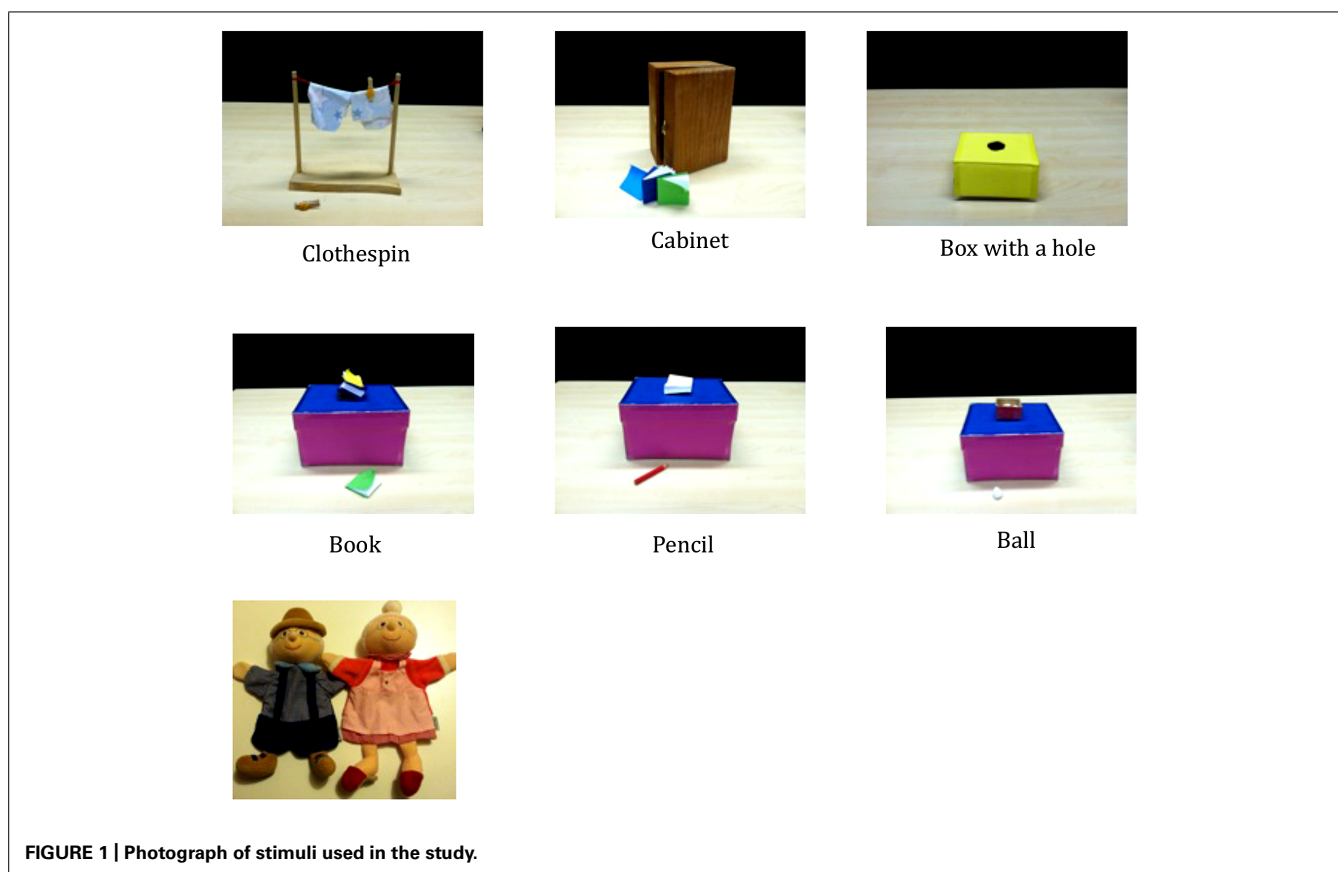 Clothespin
Cabinet
Box with a hole
Book
Pencil
Ball
FIGURE 1 | Photograph of stimuli used in the study.